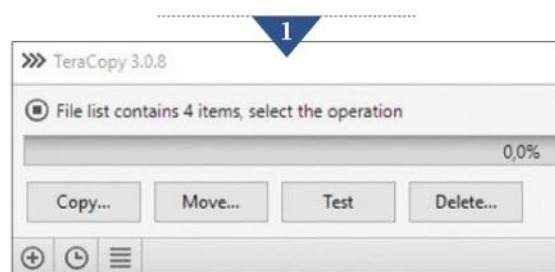 1
TeraCopy 3.0.8
File list contains 4 items, select the operation
0,0%
Copy... Move... Test Delete...